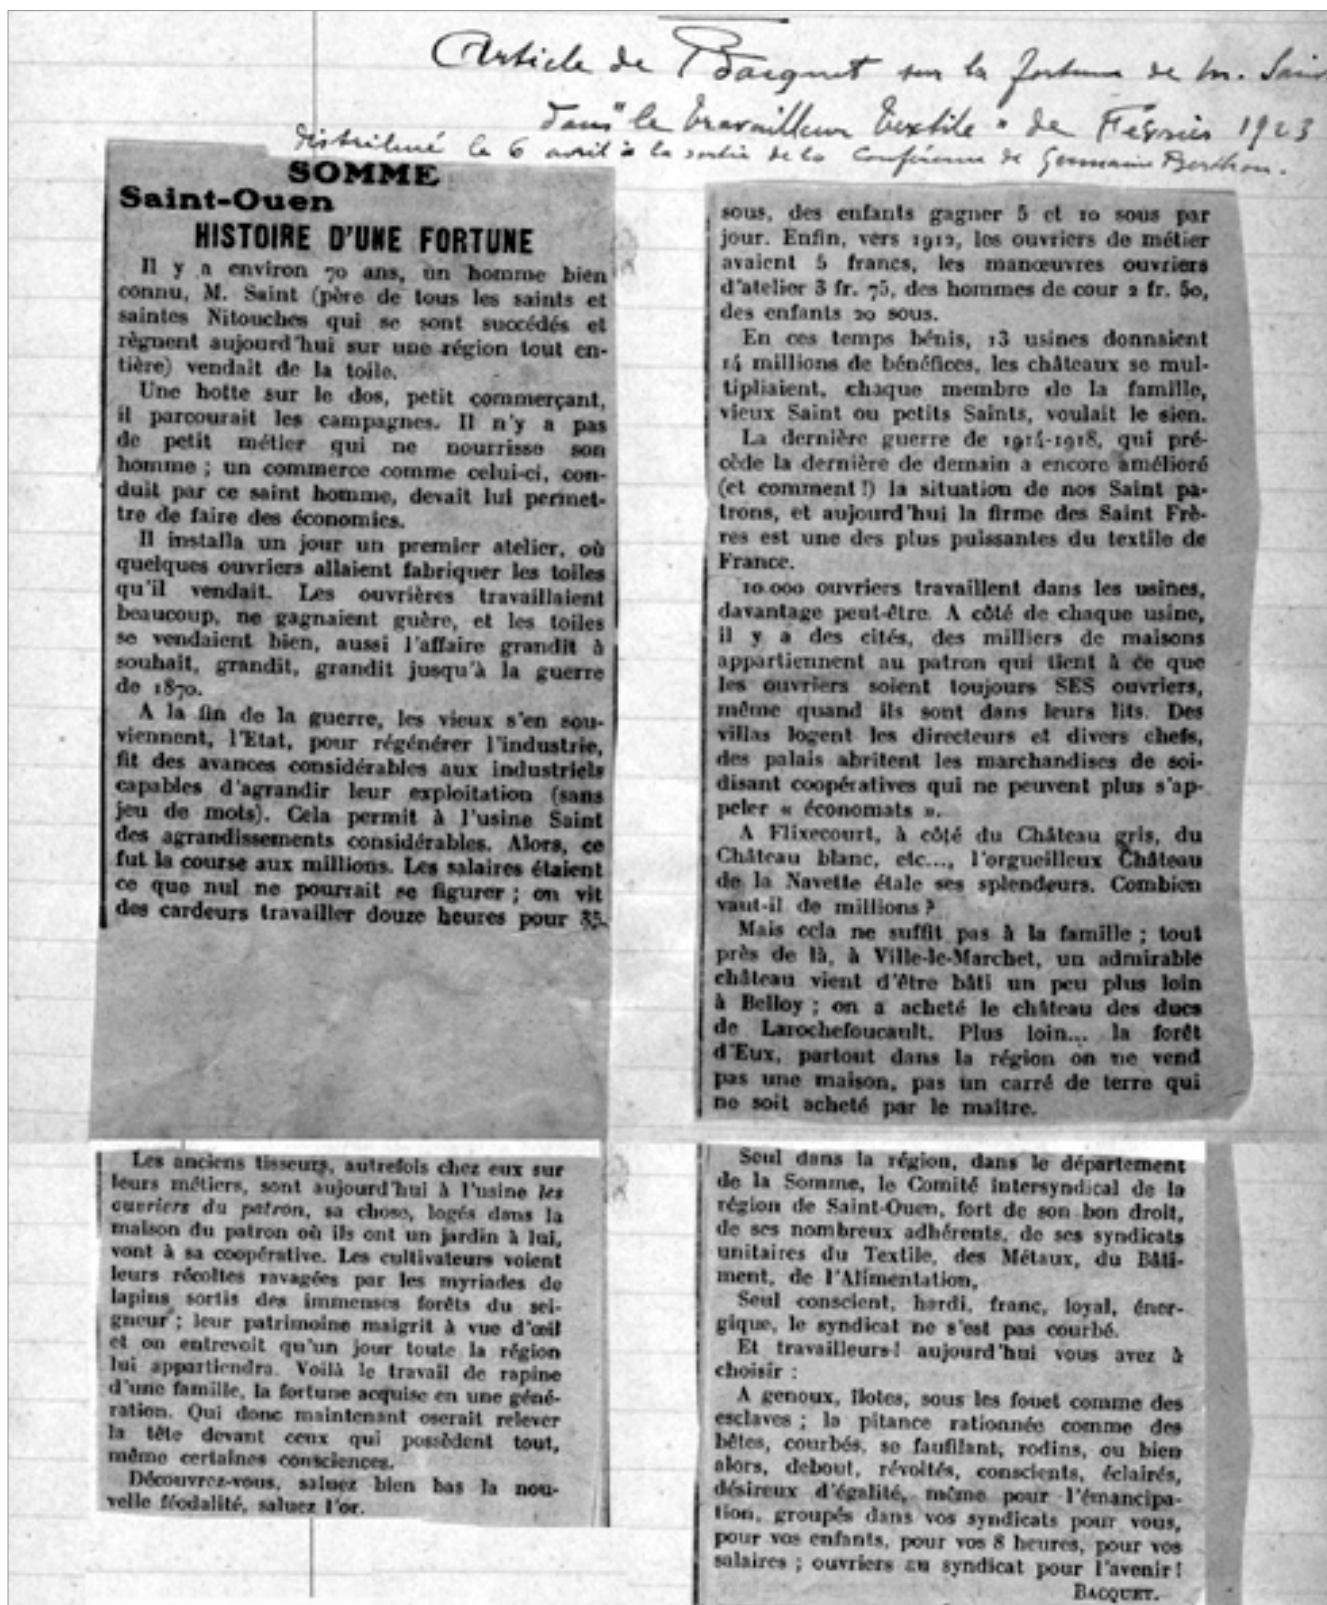 Article de Bacquet sur la fortune de M. Saint
dans "le Travailleur Textile" de Février 1923
distribué le 6 avril à la sortie de la Conférence de Germaine Berthon.
SOMME
Saint-Ouen
HISTOIRE D'UNE FORTUNE
Il y a environ 70 ans, un homme bien
connu, M. Saint (père de tous les saints et
saintes Nitouches qui se sont succédés et
règnent aujourd'hui sur une région tout en-
tière) vendait de la toile.
Une hotte sur le dos, petit commerçant,
il parcourait les campagnes. Il n'y a pas
de petit métier qui ne nourrisse son
homme ; un commerce comme celui-ci, con-
duit par ce saint homme, devait lui permet-
tre de faire des économies.
Il installa un jour un premier atelier, où
quelques ouvriers allaient fabriquer les toiles
qu'il vendait. Les ouvrières travaillaient
beaucoup, ne gagnaient guère, et les toiles
se vendaient bien, aussi l'affaire grandit à
souhait, grandit, grandit jusqu'à la guerre
de 1870.
A la fin de la guerre, les vieux s'en sou-
viennent, l'Etat, pour régénérer l'industrie,
fit des avances considérables aux industriels
capables d'agrandir leur exploitation (sans
jeu de mots). Cela permit à l'usine Saint
des agrandissements considérables. Alors, ce
fut la course aux millions. Les salaires étaient
ce que nul ne pourrait se figurer ; on vit
des cardeurs travailler douze heures pour 35
sous, des enfants gagner 5 et 10 sous par
jour. Enfin, vers 1912, les ouvriers de métier
avaient 5 francs, les manœuvres ouvriers
d'atelier 3 fr. 75, des hommes de cour 2 fr. 50,
des enfants 20 sous.
En ces temps bénis, 13 usines donnaient
14 millions de bénéfices, les châteaux se mul-
tipliaient, chaque membre de la famille,
vieux Saint ou petits Saints, voulait le sien.
La dernière guerre de 1914-1918, qui pré-
cède la dernière de demain a encore amélioré
(et comment !) la situation de nos Saint pa-
trons, et aujourd'hui la firme des Saint Frè-
res est une des plus puissantes du textile de
France.
10.000 ouvriers travaillent dans les usines,
davantage peut-être. A côté de chaque usine,
il y a des cités, des milliers de maisons
appartiennent au patron qui tient à ce que
les ouvriers soient toujours SES ouvriers,
même quand ils sont dans leurs lits. Des
villas logent les directeurs et divers chefs,
des palais abritent les marchandises de soi-
disant coopératives qui ne peuvent plus s'ap-
peler « économats ».
A Flixecourt, à côté du Château gris, du
Château blanc, etc..., l'orgueilleux Château
de la Navette étale ses splendeurs. Combien
vaut-il de millions ?
Mais cela ne suffit pas à la famille ; tout
près de là, à Ville-le-Marchet, un admirable
château vient d'être bâti un peu plus loin
à Belloy ; on a acheté le château des ducs
de Larochefoucault. Plus loin... la forêt
d'Eux, partout dans la région on ne vend
pas une maison, pas un carré de terre qui
ne soit acheté par le maître.
Les anciens tisseurs, autrefois chez eux sur
leurs métiers, sont aujourd'hui à l'usine les
ouvriers du patron, sa chose, logés dans la
maison du patron où ils ont un jardin à lui,
vont à sa coopérative. Les cultivateurs voient
leurs récoltes ravagées par les myriades de
lapins sortis des immenses forêts du sei-
gneur ; leur patrimoine maigrit à vue d'œil
et on entrevoit qu'un jour toute la région
lui appartiendra. Voilà le travail de rapine
d'une famille, la fortune acquise en une géné-
ration. Qui donc maintenant oserait relever
la tête devant ceux qui possèdent tout,
même certaines consciences.
Découvrez-vous, saluez bien bas la nou-
velle féodalité, saluez l'or.
Seul dans la région, dans le département
de la Somme, le Comité intersyndical de la
région de Saint-Ouen, fort de son bon droit,
de ses nombreux adhérents, de ses syndicats
unitaires du Textile, des Métaux, du Bâti-
ment, de l'Alimentation,
Seul conscient, hardi, franc, loyal, éner-
gique, le syndicat ne s'est pas courbé.
Et travailleurs ! aujourd'hui vous avez à
choisir :
A genoux, ilotes, sous les fouet comme des
esclaves ; la pitance rationnée comme des
bêtes, courbés, se faufilant, rodins, ou bien
alors, debout, révoltés, conscients, éclairés,
désireux d'égalité, même pour l'émancipa-
tion, groupés dans vos syndicats pour vous,
pour vos enfants, pour vos 8 heures, pour vos
salaires ; ouvriers au syndicat pour l'avenir !
BACQUET.